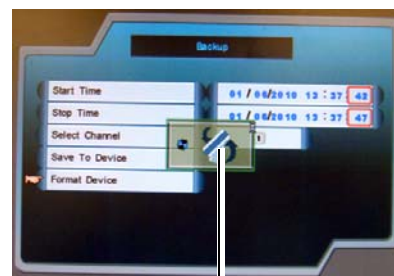 Backup
Start Time 01/06/2010 13:37:43
Stop Time 01/06/2010 13:37:47
Select Channel 1
Save To Device
Format Device